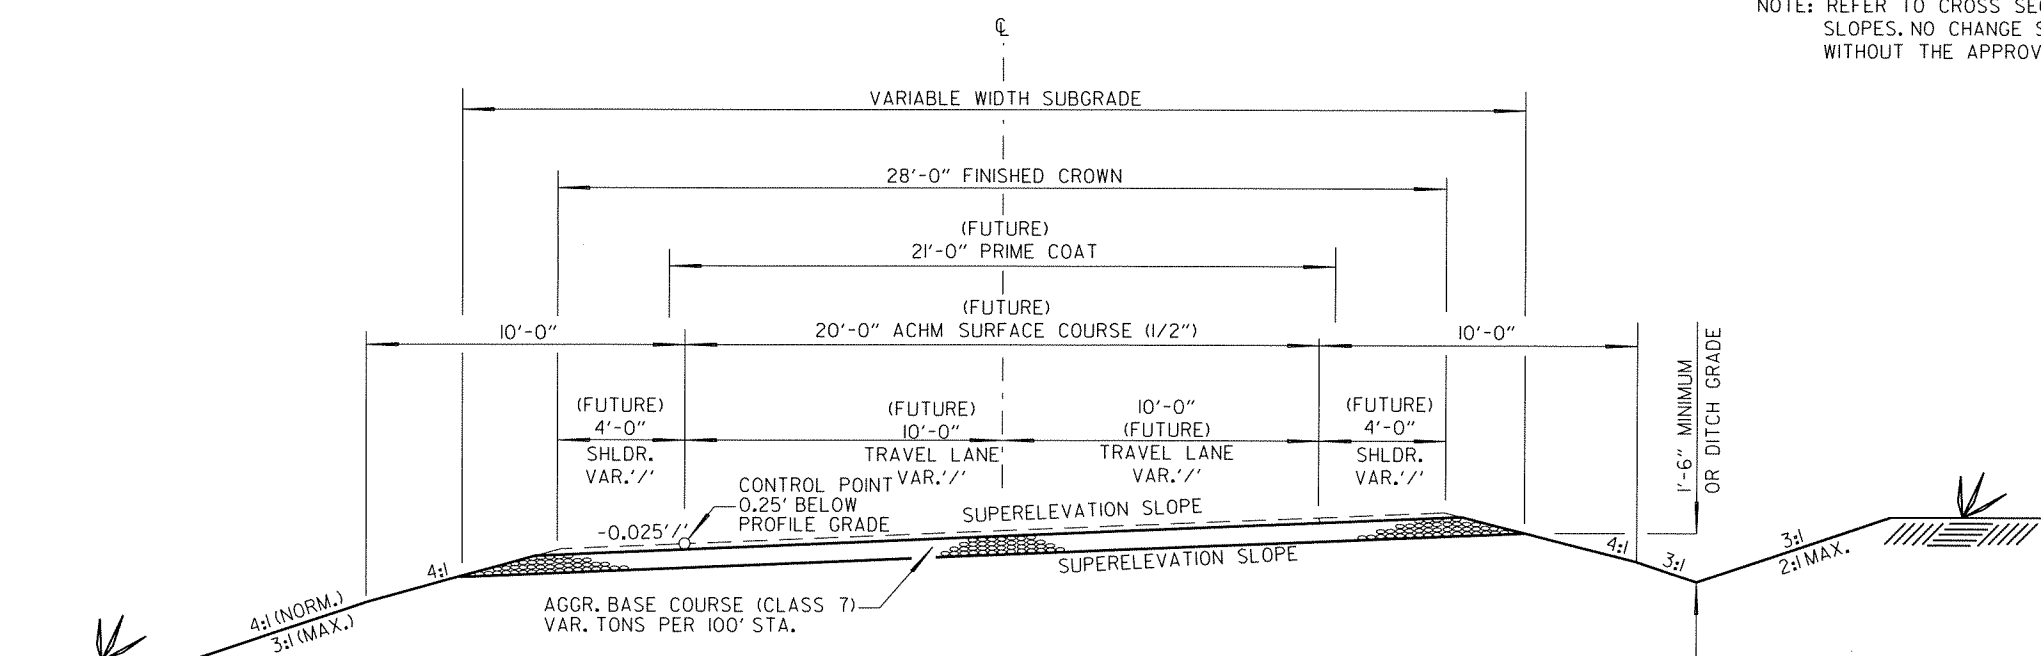 NOTE: REFER TO CROSS SE
SLOPES. NO CHANGE S
WITHOUT THE APPROV
℄
VARIABLE WIDTH SUBGRADE
28'-0" FINISHED CROWN
(FUTURE)
21'-0" PRIME COAT
(FUTURE)
10'-0"
20'-0" ACHM SURFACE COURSE (1/2")
10'-0"
1'-6" MINIMUM
OR DITCH GRADE
(FUTURE)
4'-0"
SHLDR.
VAR.'/'
(FUTURE)
10'-0"
TRAVEL LANE
VAR.'/'
10'-0"
(FUTURE)
TRAVEL LANE
VAR.'/'
(FUTURE)
4'-0"
SHLDR.
VAR.'/'
CONTROL POINT
0.25' BELOW
PROFILE GRADE
-0.025'/'
SUPERELEVATION SLOPE
SUPERELEVATION SLOPE
4:1
4:1
3:1
3:1
2:1 MAX.
4:1 (NORM.)
3:1 (MAX.)
AGGR. BASE COURSE (CLASS 7)
VAR. TONS PER 100' STA.